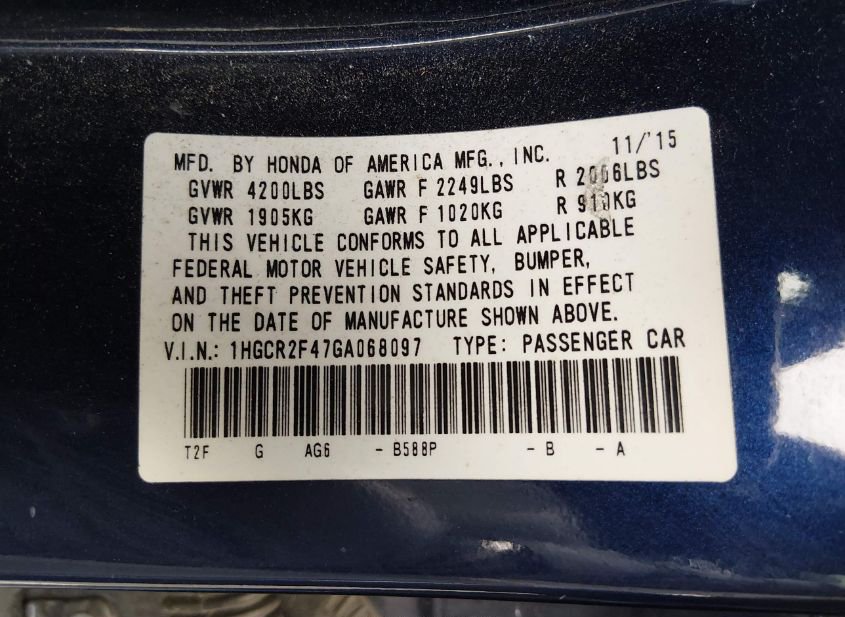 MFD. BY HONDA OF AMERICA MFG., INC. 11/'15
GVWR 4200LBS GAWR F 2249LBS R 2006LBS
GVWR 1905KG GAWR F 1020KG R 910KG
THIS VEHICLE CONFORMS TO ALL APPLICABLE
FEDERAL MOTOR VEHICLE SAFETY, BUMPER,
AND THEFT PREVENTION STANDARDS IN EFFECT
ON THE DATE OF MANUFACTURE SHOWN ABOVE.
V.I.N.: 1HGCR2F47GA068097 TYPE: PASSENGER CAR
T2F G AG6 - B588P - B - A